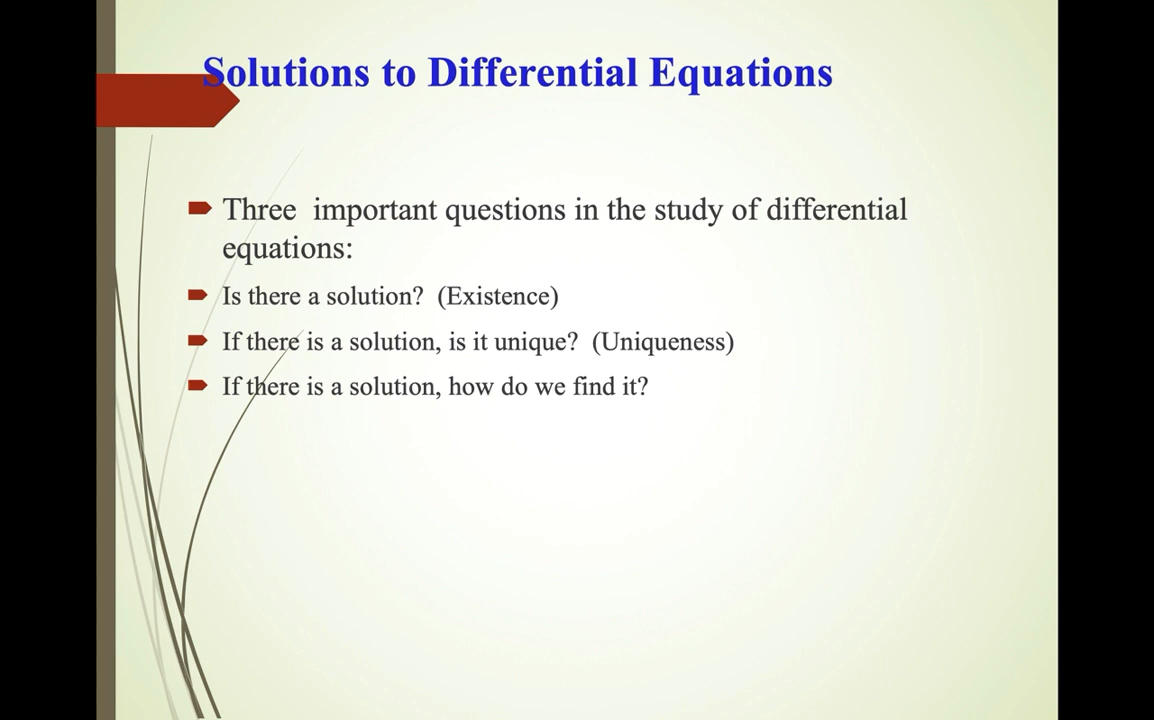 Solutions to Differential Equations
Three  important questions in the study of differential
equations:
Is there a solution?  (Existence)
If there is a solution, is it unique?  (Uniqueness)
If there is a solution, how do we find it?